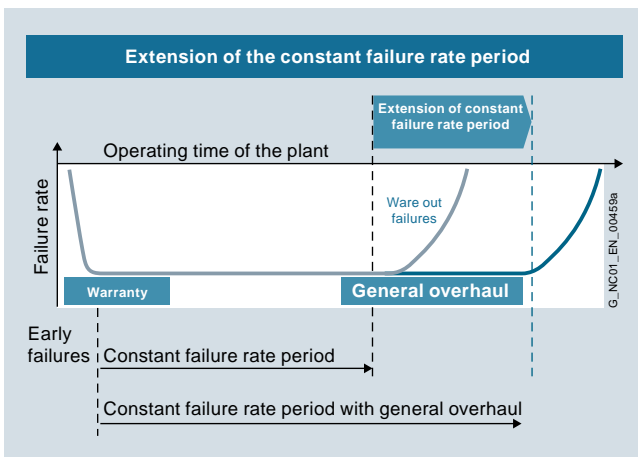 Extension of the constant failure rate period
Extension of constant
failure rate period
Operating time of the plant
Failure rate
Ware out
failures
G_NC01_EN_00459a
Warranty
General overhaul
Early
failures
Constant failure rate period
Constant failure rate period with general overhaul